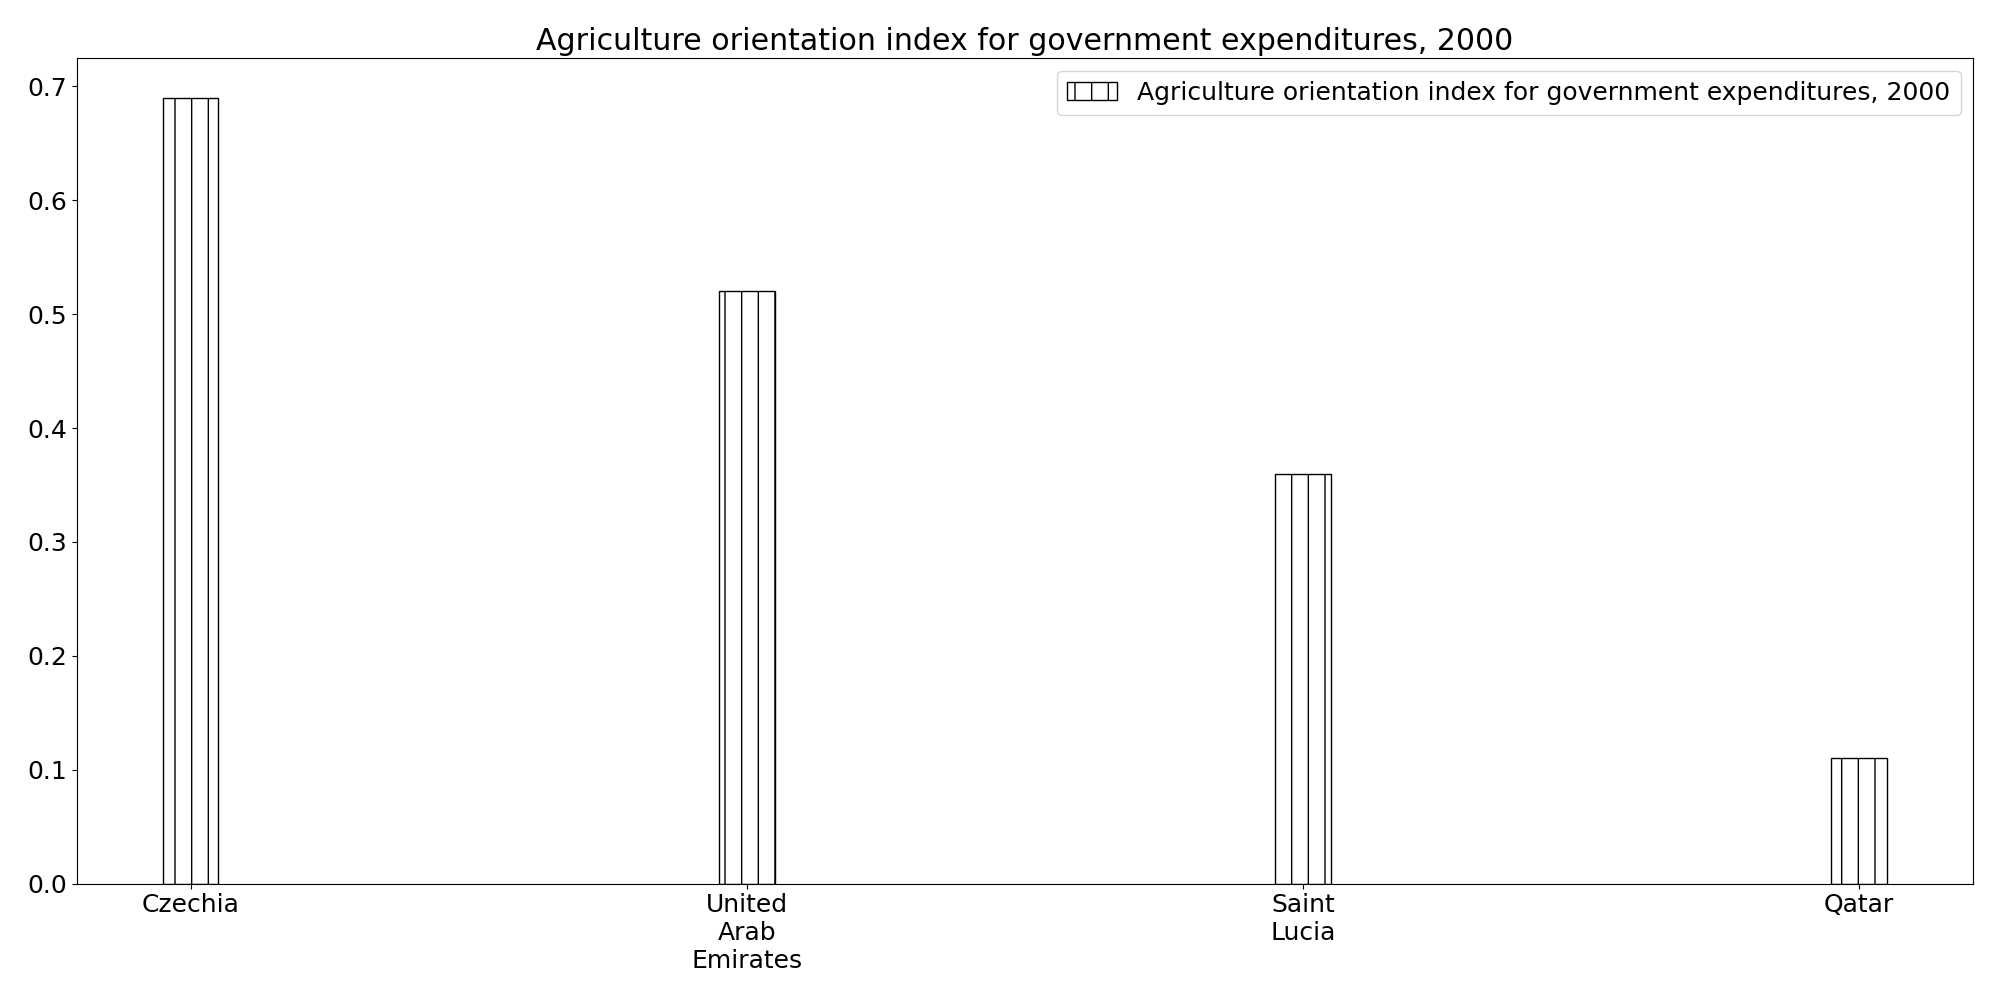 Agriculture orientation index for government expenditures, 2000
Agriculture orientation index for government expenditures, 2000
0.7
0.6
0.5
0.4
0.3
0.2
0.1
0.0
Czechia
United
Arab
Emirates
Saint
Lucia
Qatar